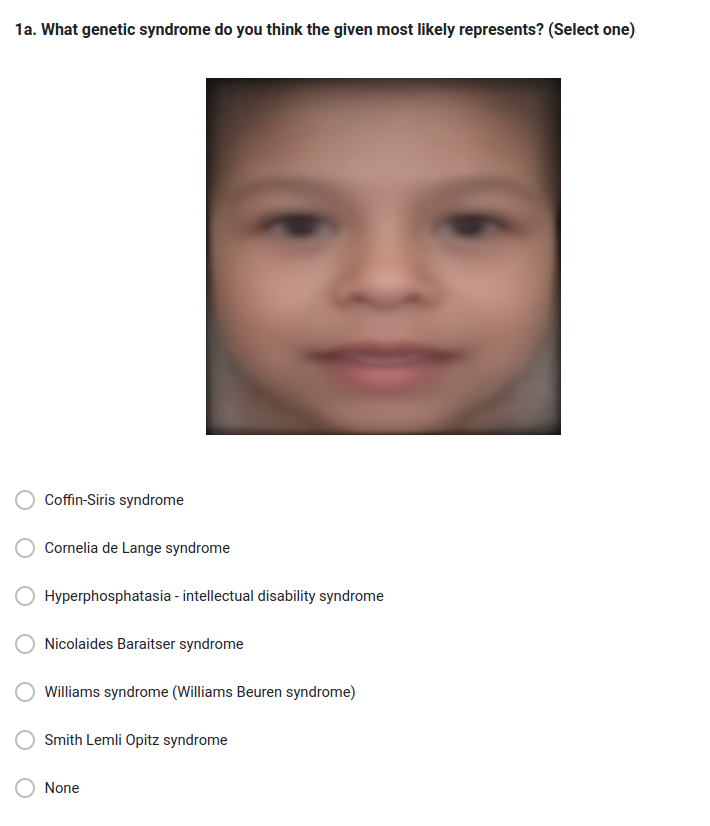 1a. What genetic syndrome do you think the given most likely represents? (Select one)
Coffin-Siris syndrome
Cornelia de Lange syndrome
Hyperphosphatasia - intellectual disability syndrome
Nicolaides Baraitser syndrome
Williams syndrome (Williams Beuren syndrome)
Smith Lemli Opitz syndrome
None